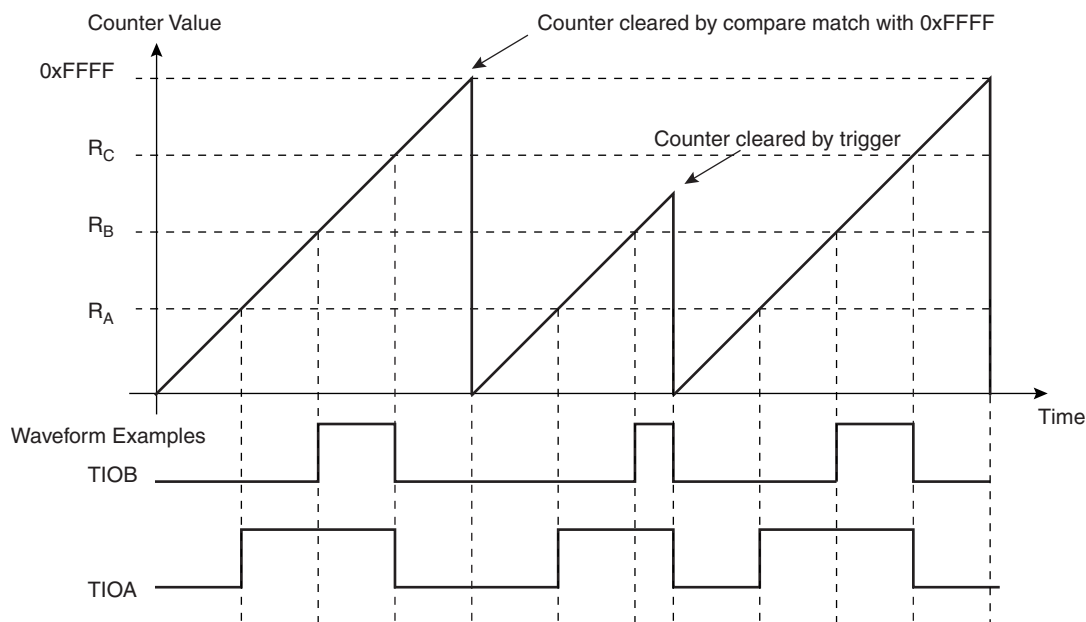 Counter Value
Counter cleared by compare match with 0xFFFF
0xFFFF
RC
Counter cleared by trigger
RB
RA
Time
Waveform Examples
TIOB
TIOA